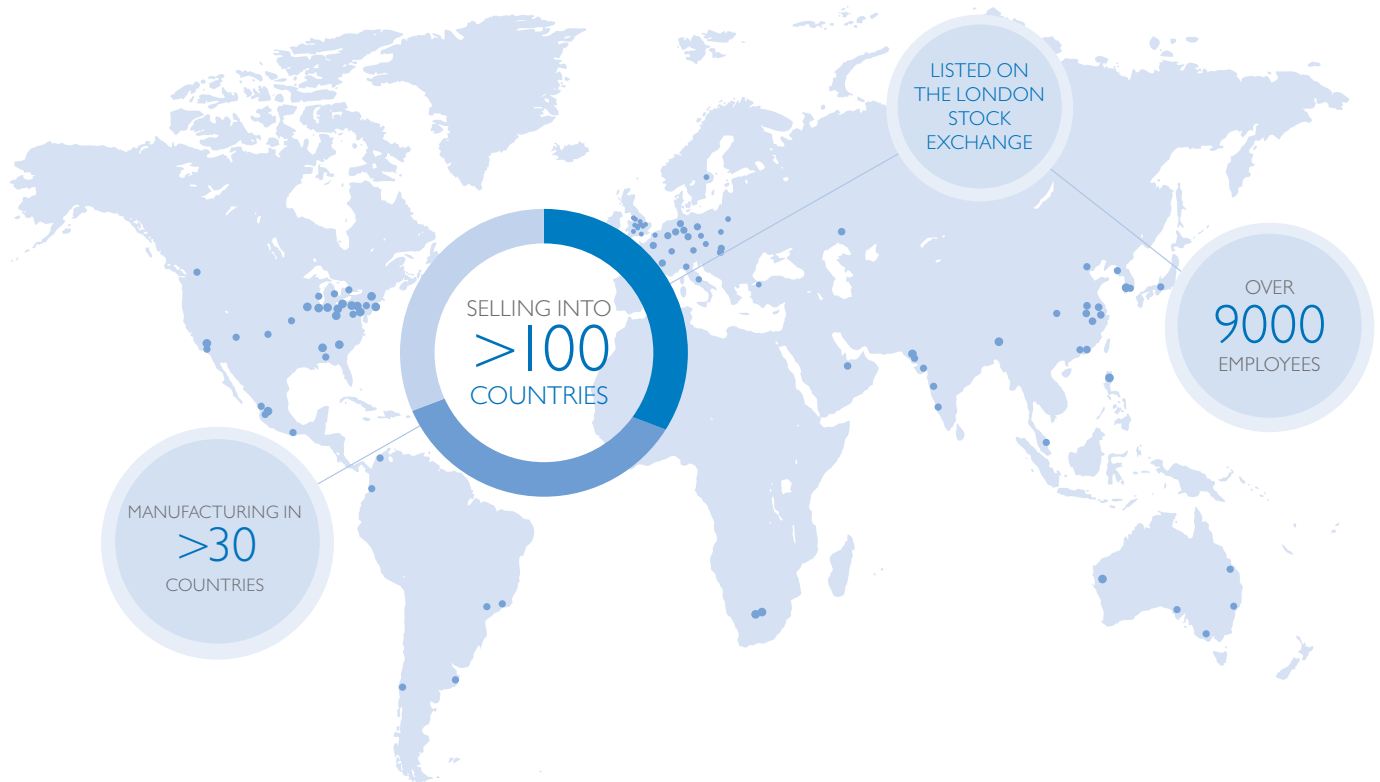 LISTED ON
THE LONDON
STOCK
EXCHANGE
SELLING INTO
>100
COUNTRIES
OVER
9000
EMPLOYEES
MANUFACTURING IN
>30
COUNTRIES